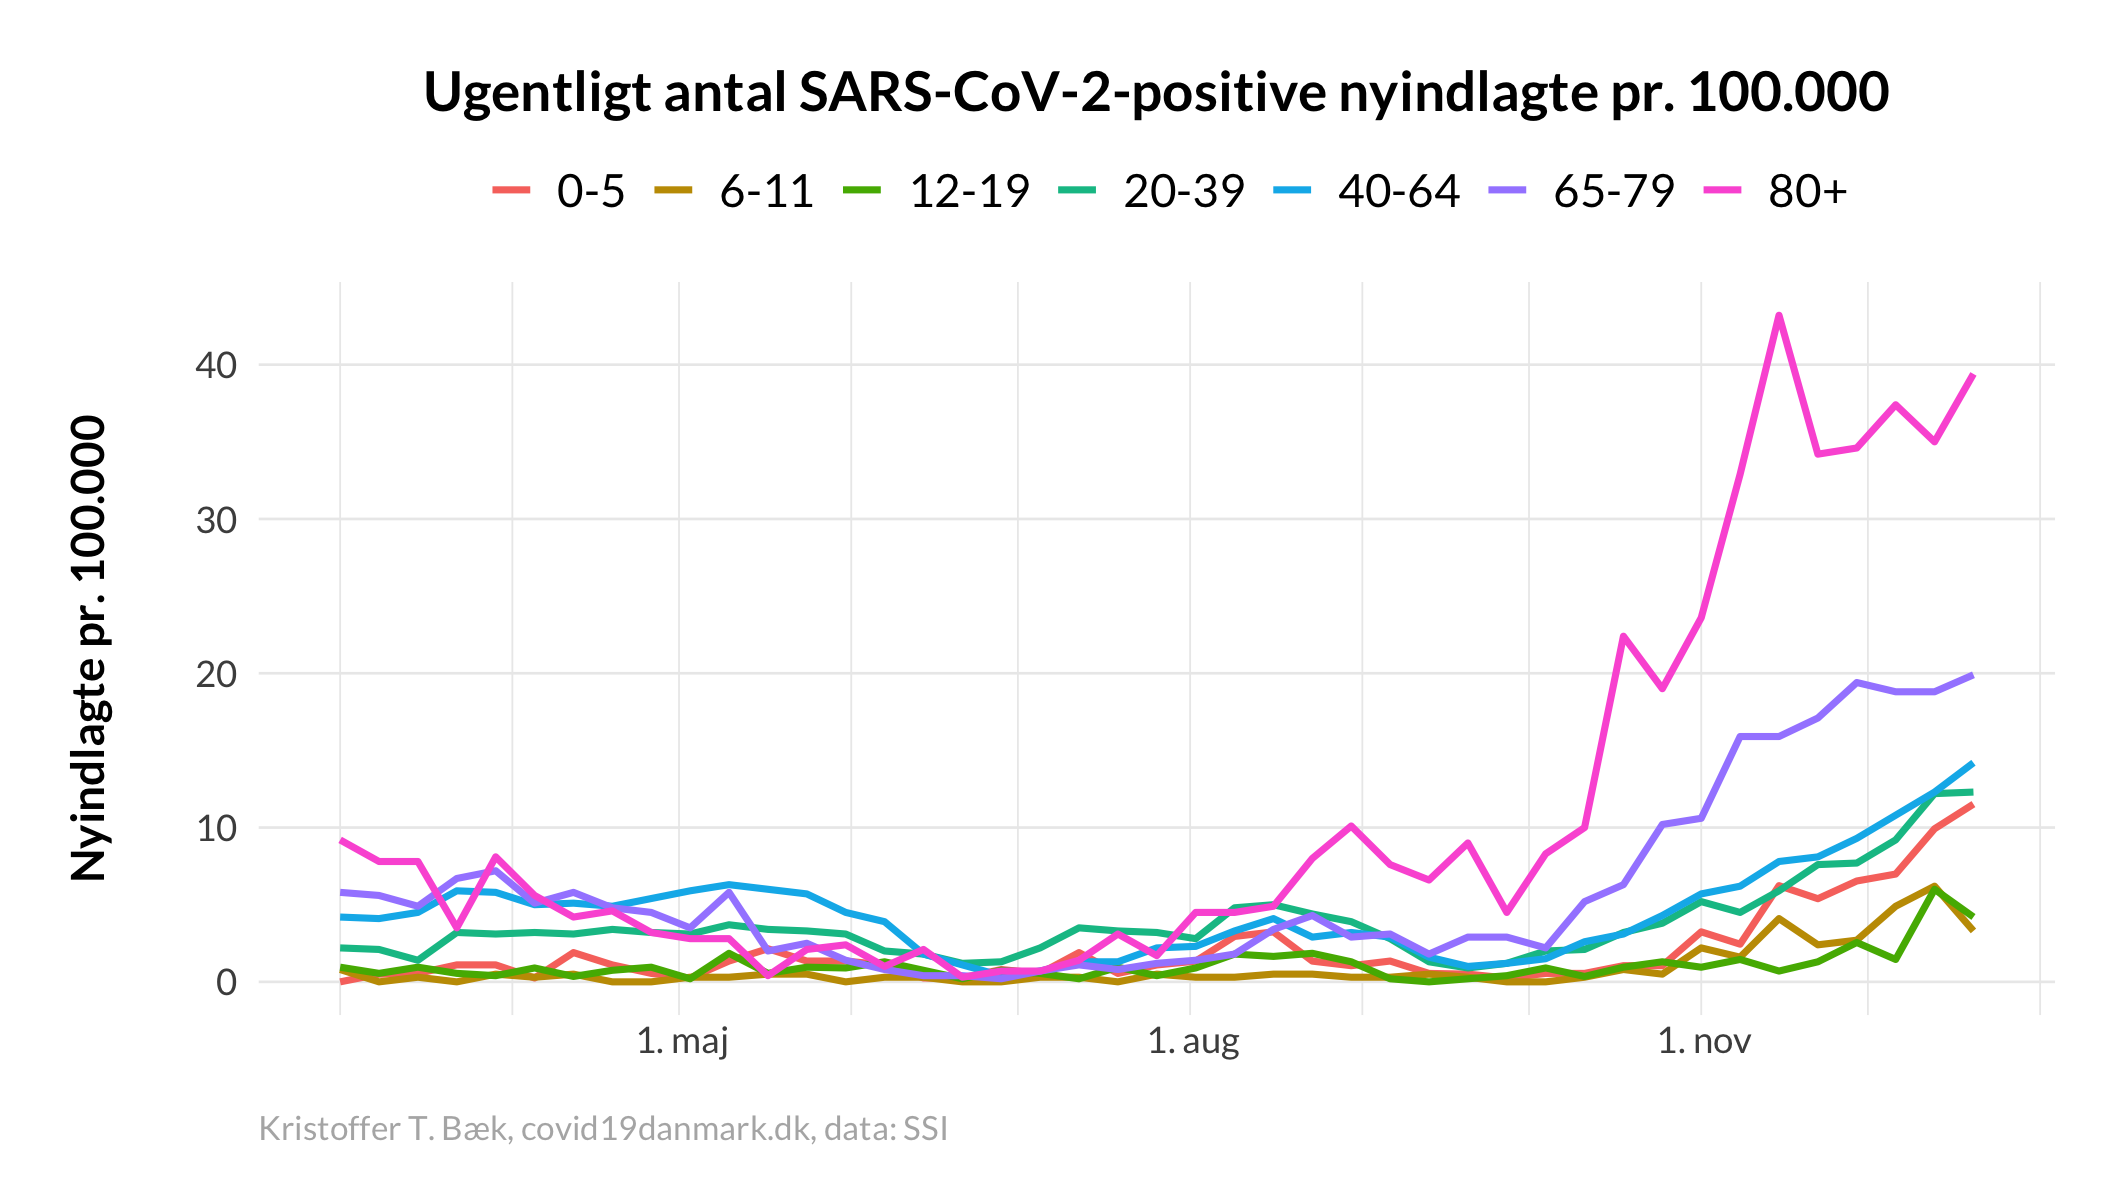 Ugentligt antal SARS-CoV-2-positive nyindlagte pr. 100.000
0-5 6-11 12-19 20-39 40-64 65-79 80+
Nyindlagte pr. 100.000
40
30
20
10
0
1. maj 1. aug 1. nov
Kristoffer T. Bæk, covid19danmark.dk, data: SSI